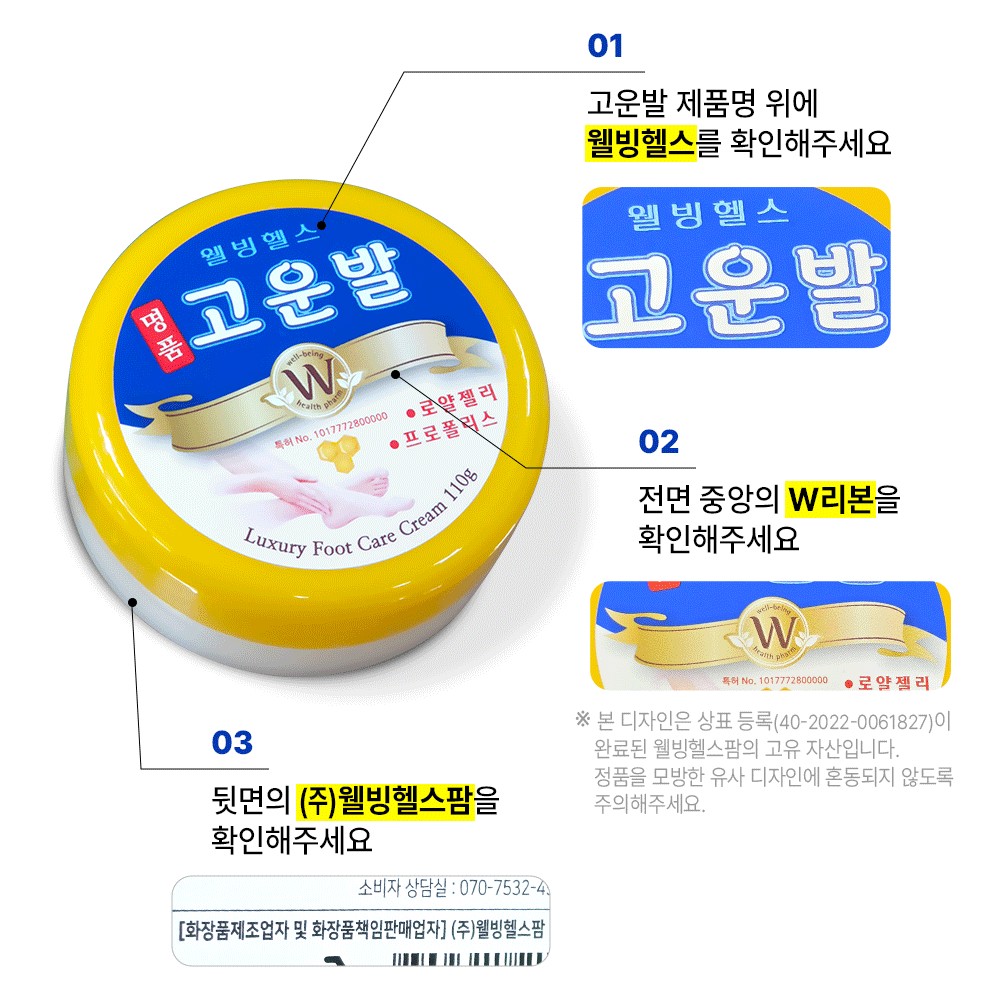 01
고운발 제품명 위에
웰빙헬스를 확인해주세요
웰빙헬스
고운발
웰빙헬스
명품
고운발
well-being
W
health pharm
특허 No. 1017772800000
• 로얄젤리
• 프로폴리스
Luxury Foot Care Cream 110g
02
전면 중앙의 W리본을
확인해주세요
well-being
W
health pharm
특허 No. 1017772800000
• 로얄젤리
※ 본 디자인은 상표 등록(40-2022-0061827)이
완료된 웰빙헬스팜의 고유 자산입니다.
정품을 모방한 유사 디자인에 혼동되지 않도록
주의해주세요.
03
뒷면의 (주)웰빙헬스팜을
확인해주세요
소비자 상담실 : 070-7532-4
[화장품제조업자 및 화장품책임판매업자] (주)웰빙헬스팜